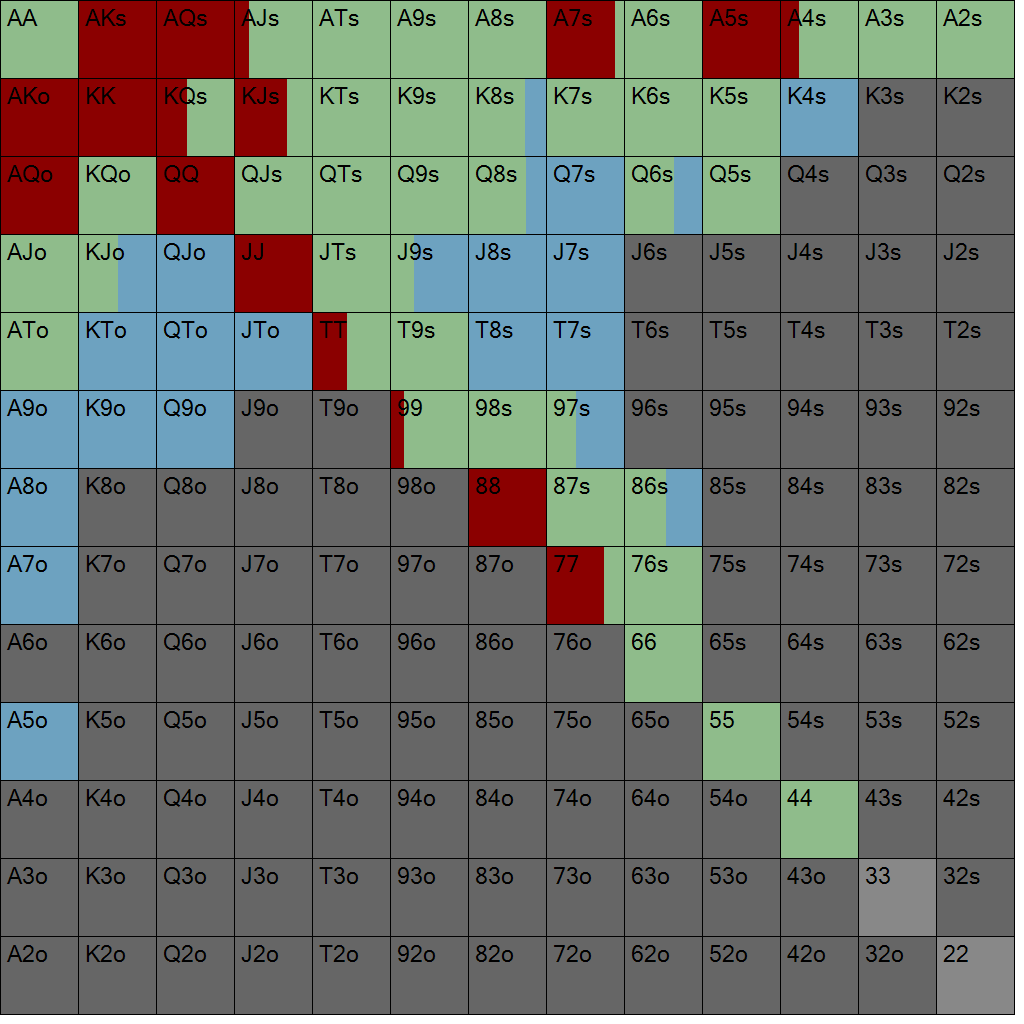 AA AKs AQs AJs ATs A9s A8s A7s A6s A5s A4s A3s A2s
AKo KK KQs KJs KTs K9s K8s K7s K6s K5s K4s K3s K2s
AQo KQo QQ QJs QTs Q9s Q8s Q7s Q6s Q5s Q4s Q3s Q2s
AJo KJo QJo JJ JTs J9s J8s J7s J6s J5s J4s J3s J2s
ATo KTo QTo JTo TT T9s T8s T7s T6s T5s T4s T3s T2s
A9o K9o Q9o J9o T9o 99 98s 97s 96s 95s 94s 93s 92s
A8o K8o Q8o J8o T8o 98o 88 87s 86s 85s 84s 83s 82s
A7o K7o Q7o J7o T7o 97o 87o 77 76s 75s 74s 73s 72s
A6o K6o Q6o J6o T6o 96o 86o 76o 66 65s 64s 63s 62s
A5o K5o Q5o J5o T5o 95o 85o 75o 65o 55 54s 53s 52s
A4o K4o Q4o J4o T4o 94o 84o 74o 64o 54o 44 43s 42s
A3o K3o Q3o J3o T3o 93o 83o 73o 63o 53o 43o 33 32s
A2o K2o Q2o J2o T2o 92o 82o 72o 62o 52o 42o 32o 22